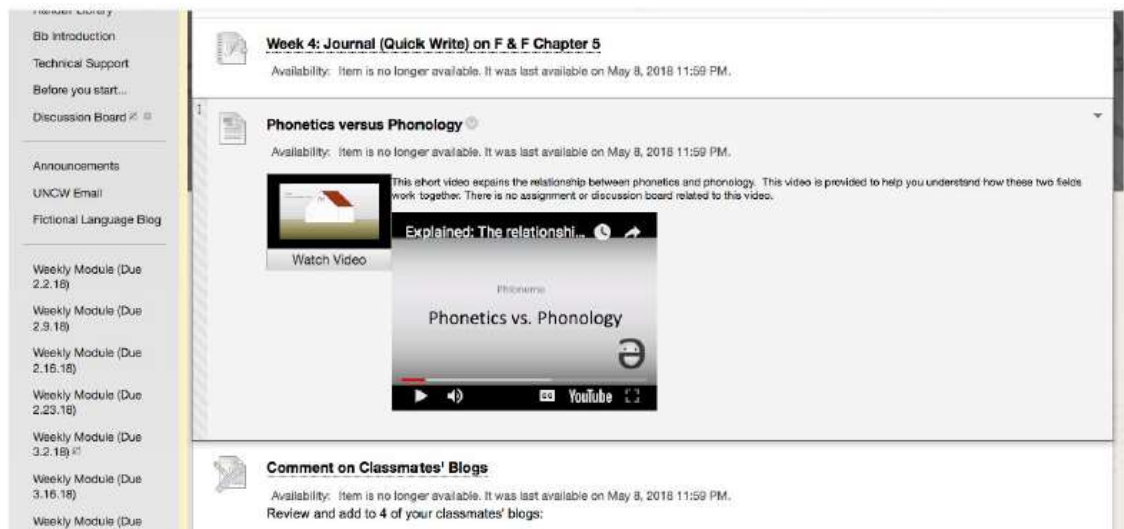 Bb Introduction
Technical Support
Before you start...
Discussion Board
Announcements
UNCW Email
Fictional Language Blog
Weekly Module (Due
2.2.18)
Weekly Module (Due
2.9.18)
Weekly Module (Due
2.16.18)
Weekly Module (Due
2.23.18)
Weekly Module (Due
3.2.18)
Weekly Module (Due
3.16.18)
Weekly Module (Due
Week 4: Journal (Quick Write) on F & F Chapter 5
Availability: Item is no longer available. It was last available on May 8, 2018 11:59 PM.
Phonetics versus Phonology
Availability: Item is no longer available. It was last available on May 8, 2018 11:59 PM.
This short video expains the relationship between phonetics and phonology. This video is provided to help you understand how these two fields
work together. There is no assignment or discussion board related to this video.
Watch Video
Explained: The relationshi...
Phonetics vs. Phonology
ə
CC YouTube
Comment on Classmates' Blogs
Availability: Item is no longer available. It was last available on May 8, 2018 11:59 PM.
Review and add to 4 of your classmates' blogs: